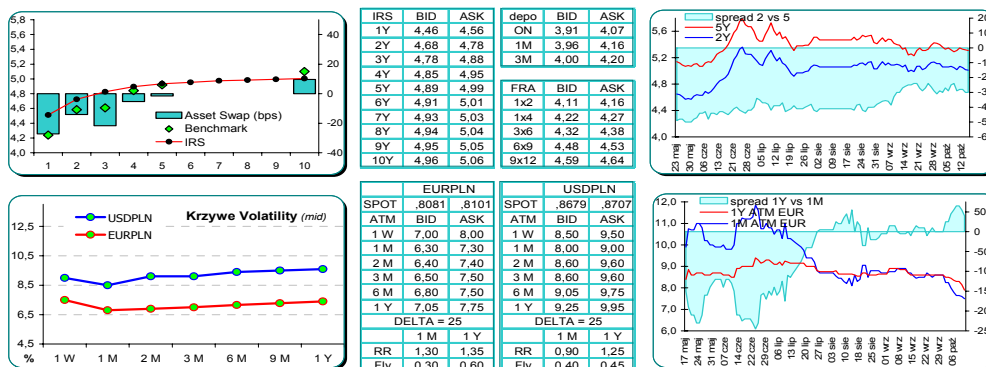 5,8
5,6
5,4
5,2
5,0
4,8
4,6
4,4
4,2
4,0
40
20
0
-20
-40
Asset Swap (bps)
Benchmark
IRS
1 2 3 4 5 6 7 8 9 10
IRS BID ASK
1Y 4,46 4,56
2Y 4,68 4,78
3Y 4,78 4,88
4Y 4,85 4,95
5Y 4,89 4,99
6Y 4,91 5,01
7Y 4,93 5,03
8Y 4,94 5,04
9Y 4,95 5,05
10Y 4,96 5,06
depo BID ASK
ON 3,91 4,07
1M 3,96 4,16
3M 4,00 4,20
FRA BID ASK
1x2 4,11 4,16
1x4 4,22 4,27
3x6 4,32 4,38
6x9 4,48 4,53
9x12 4,59 4,64
spread 2 vs 5
5Y
2Y
5,6
5,2
4,8
4,4
4,0
20
10
0
23 maj
30 maj
06 cze
14 cze
21 cze
28 cze
05 lip
12 lip
19 lip
26 lip
02 sie
09 sie
17 sie
24 sie
31 sie
07 wrz
14 wrz
21 wrz
28 wrz
05 paź
12 paź
Krzywe Volatility (mid)
USDPLN
EURPLN
12,5
10,5
8,5
6,5
4,5
% 1 W 1 M 2 M 3 M 6 M 9 M 1 Y
EURPLN
SPOT ,8081 ,8101
ATM BID ASK
1 W 7,00 8,00
1 M 6,30 7,30
2 M 6,40 7,40
3 M 6,50 7,50
6 M 6,80 7,50
1 Y 7,05 7,75
DELTA = 25
1 M 1 Y
RR 1,30 1,35
Fly 0,30 0,60
USDPLN
SPOT ,8679 ,8707
ATM BID ASK
1 W 8,50 9,50
1 M 8,00 9,00
2 M 8,60 9,60
3 M 8,60 9,60
6 M 9,05 9,75
1 Y 9,25 9,95
DELTA = 25
1 M 1 Y
RR 0,90 1,25
Fly 0,40 0,45
spread 1Y vs 1M
1Y ATM EUR
1M ATM EUR
12,0
11,0
10,0
9,0
8,0
7,0
6,0
50
0
17 maj
24 maj
31 maj
07 cze
14 cze
22 cze
29 cze
06 lip
13 lip
20 lip
27 lip
03 sie
10 sie
18 sie
25 sie
01 wrz
08 wrz
15 wrz
22 wrz
29 wrz
06 paź